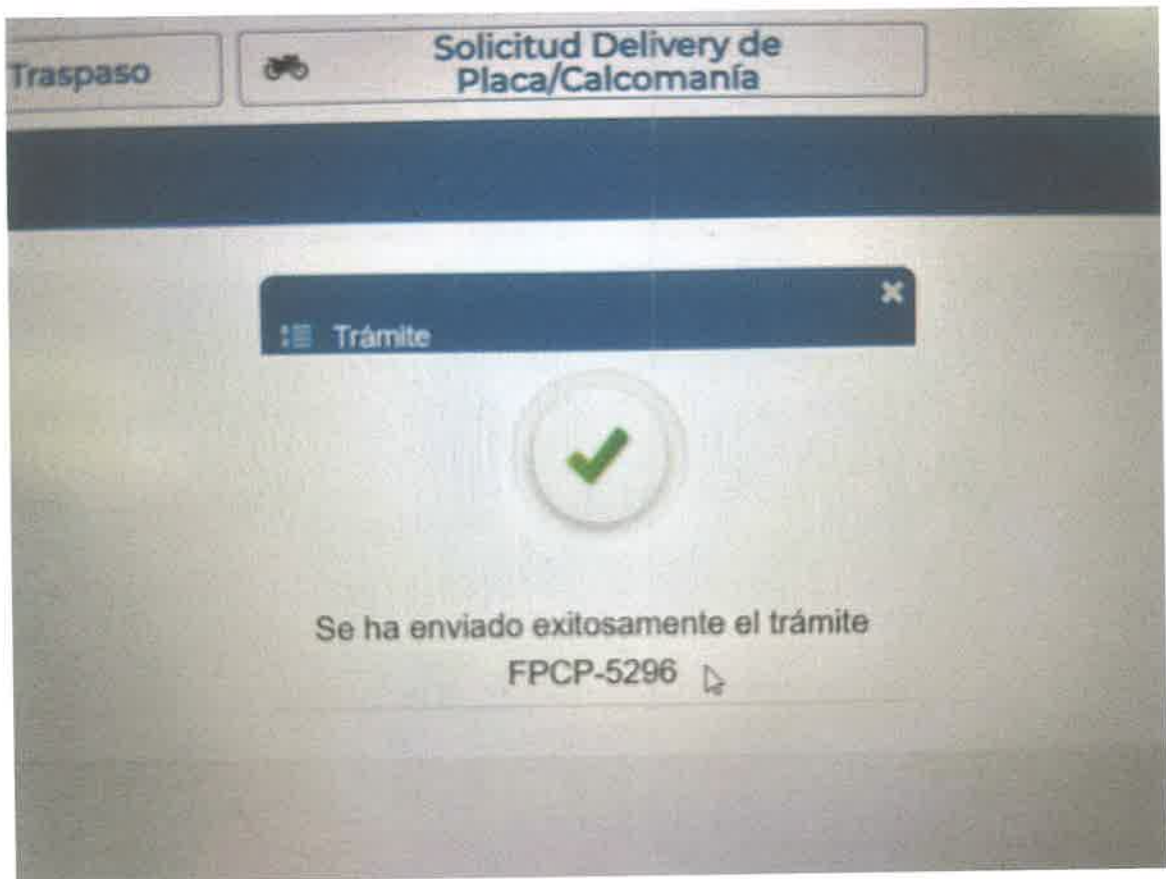 Traspaso
Solicitud Delivery de
Placa/Calcomanía
Trámite
Se ha enviado exitosamente el trámite
FPCP-5296